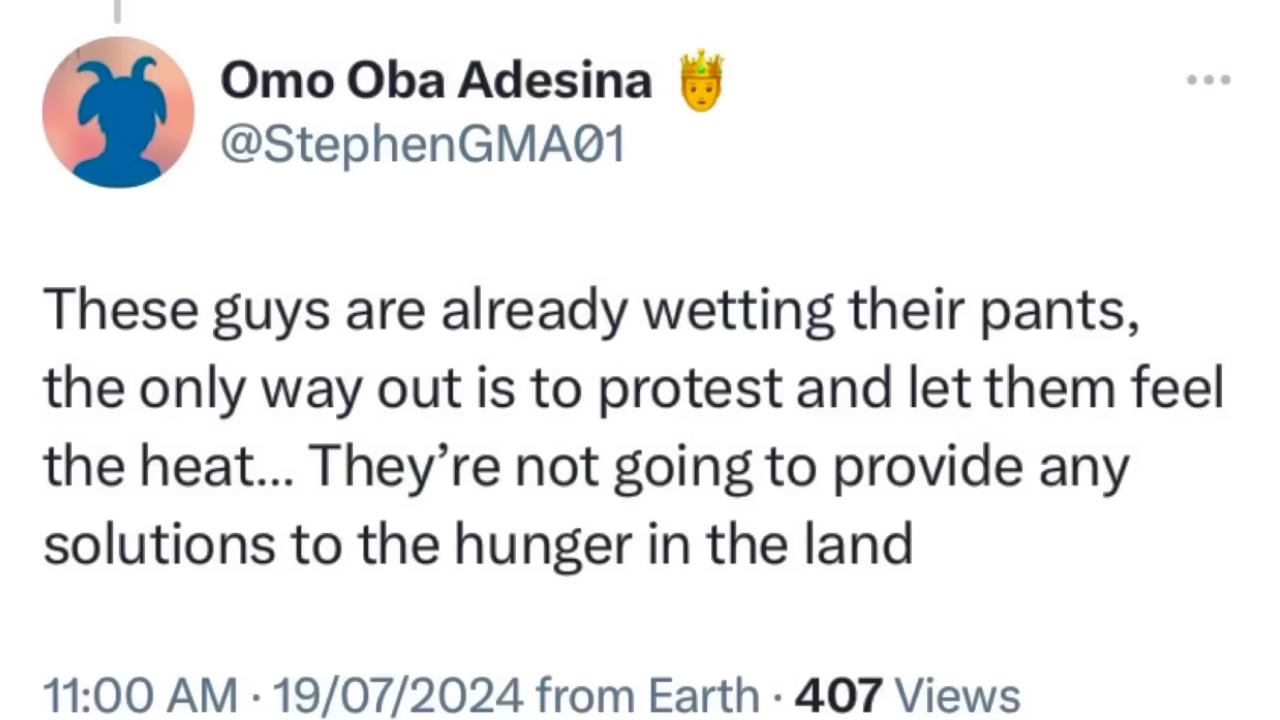 Omo Oba Adesina 🤴
@StephenGMA01
These guys are already wetting their pants,
the only way out is to protest and let them feel
the heat... They’re not going to provide any
solutions to the hunger in the land
11:00 AM · 19/07/2024 from Earth · 407 Views